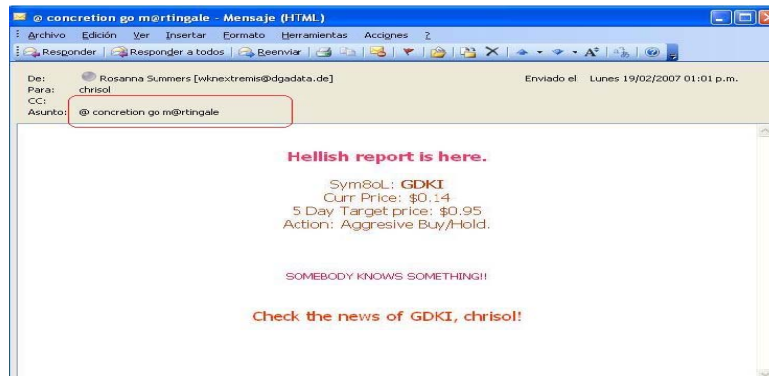 @ concretion go m@rtingale - Mensaje (HTML)
Archivo Edición Ver Insertar Formato Herramientas Acciones ?
Responder Responder a todos Reenviar
De: Rosanna Summers [wknextremis@dgadata.de] Enviado el Lunes 19/02/2007 01:01 p.m.
Para: chrisol
CC:
Asunto: @ concretion go m@rtingale
Hellish report is here.
Sym8oL: GDKI
Curr Price: $0.14
5 Day Target price: $0.95
Action: Aggresive Buy/Hold.
SOMEBODY KNOWS SOMETHING!!
Check the news of GDKI, chrisol!